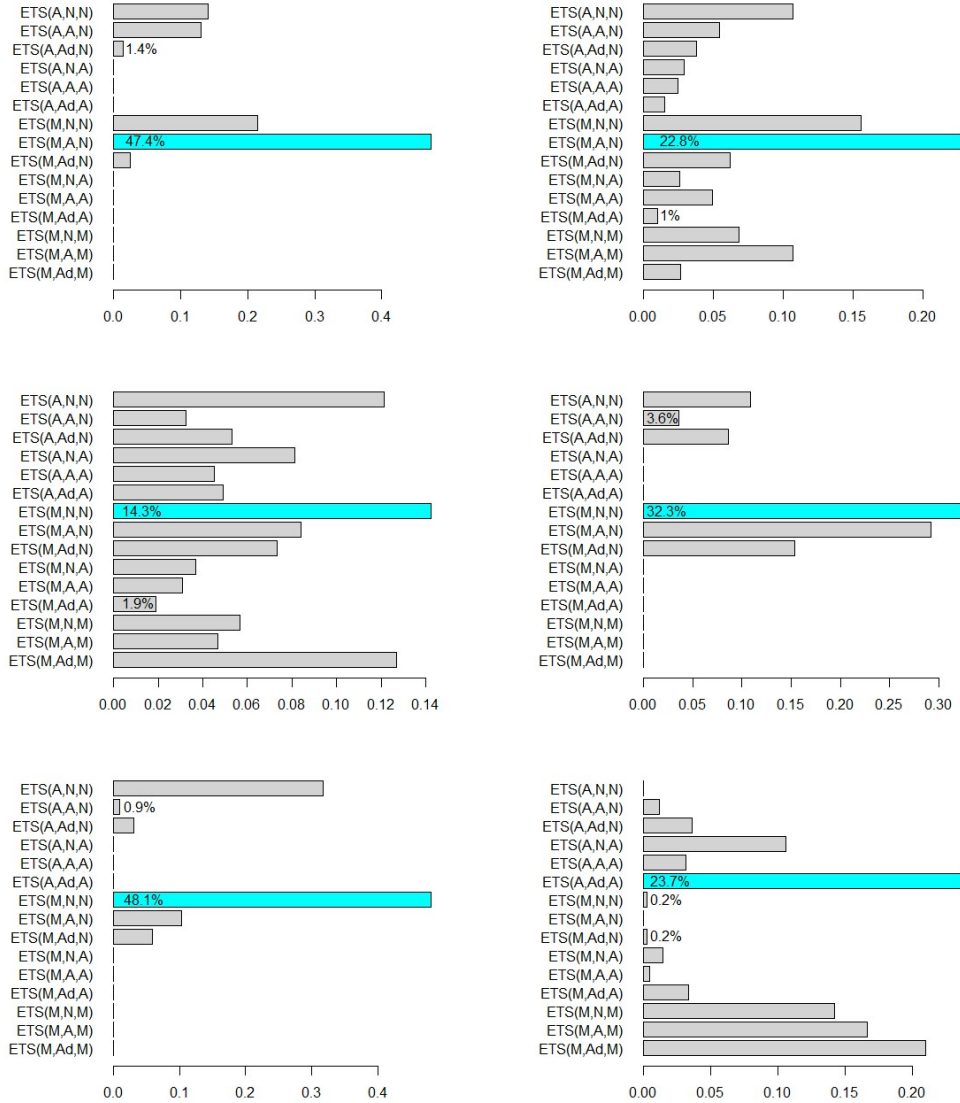 ETS(A,N,N)
ETS(A,A,N)
ETS(A,Ad,N) 1.4%
ETS(A,N,A)
ETS(A,A,A)
ETS(A,Ad,A)
ETS(M,N,N)
ETS(M,A,N) 47.4%
ETS(M,Ad,N)
ETS(M,N,A)
ETS(M,A,A)
ETS(M,Ad,A)
ETS(M,N,M)
ETS(M,A,M)
ETS(M,Ad,M)
0.0 0.1 0.2 0.3 0.4
ETS(A,N,N)
ETS(A,A,N)
ETS(A,Ad,N)
ETS(A,N,A)
ETS(A,A,A)
ETS(A,Ad,A)
ETS(M,N,N)
ETS(M,A,N) 22.8%
ETS(M,Ad,N)
ETS(M,N,A)
ETS(M,A,A)
ETS(M,Ad,A) 1%
ETS(M,N,M)
ETS(M,A,M)
ETS(M,Ad,M)
0.00 0.05 0.10 0.15 0.20
ETS(A,N,N)
ETS(A,A,N)
ETS(A,Ad,N)
ETS(A,N,A)
ETS(A,A,A)
ETS(A,Ad,A)
ETS(M,N,N) 14.3%
ETS(M,A,N)
ETS(M,Ad,N)
ETS(M,N,A)
ETS(M,A,A)
ETS(M,Ad,A) 1.9%
ETS(M,N,M)
ETS(M,A,M)
ETS(M,Ad,M)
0.00 0.02 0.04 0.06 0.08 0.10 0.12 0.14
ETS(A,N,N)
ETS(A,A,N) 3.6%
ETS(A,Ad,N)
ETS(A,N,A)
ETS(A,A,A)
ETS(A,Ad,A)
ETS(M,N,N) 32.3%
ETS(M,A,N)
ETS(M,Ad,N)
ETS(M,N,A)
ETS(M,A,A)
ETS(M,Ad,A)
ETS(M,N,M)
ETS(M,A,M)
ETS(M,Ad,M)
0.00 0.05 0.10 0.15 0.20 0.25 0.30
ETS(A,N,N)
ETS(A,A,N) 0.9%
ETS(A,Ad,N)
ETS(A,N,A)
ETS(A,A,A)
ETS(A,Ad,A)
ETS(M,N,N) 48.1%
ETS(M,A,N)
ETS(M,Ad,N)
ETS(M,N,A)
ETS(M,A,A)
ETS(M,Ad,A)
ETS(M,N,M)
ETS(M,A,M)
ETS(M,Ad,M)
0.0 0.1 0.2 0.3 0.4
ETS(A,N,N)
ETS(A,A,N)
ETS(A,Ad,N)
ETS(A,N,A)
ETS(A,A,A)
ETS(A,Ad,A) 23.7%
ETS(M,N,N) 0.2%
ETS(M,A,N)
ETS(M,Ad,N) 0.2%
ETS(M,N,A)
ETS(M,A,A)
ETS(M,Ad,A)
ETS(M,N,M)
ETS(M,A,M)
ETS(M,Ad,M)
0.00 0.05 0.10 0.15 0.20